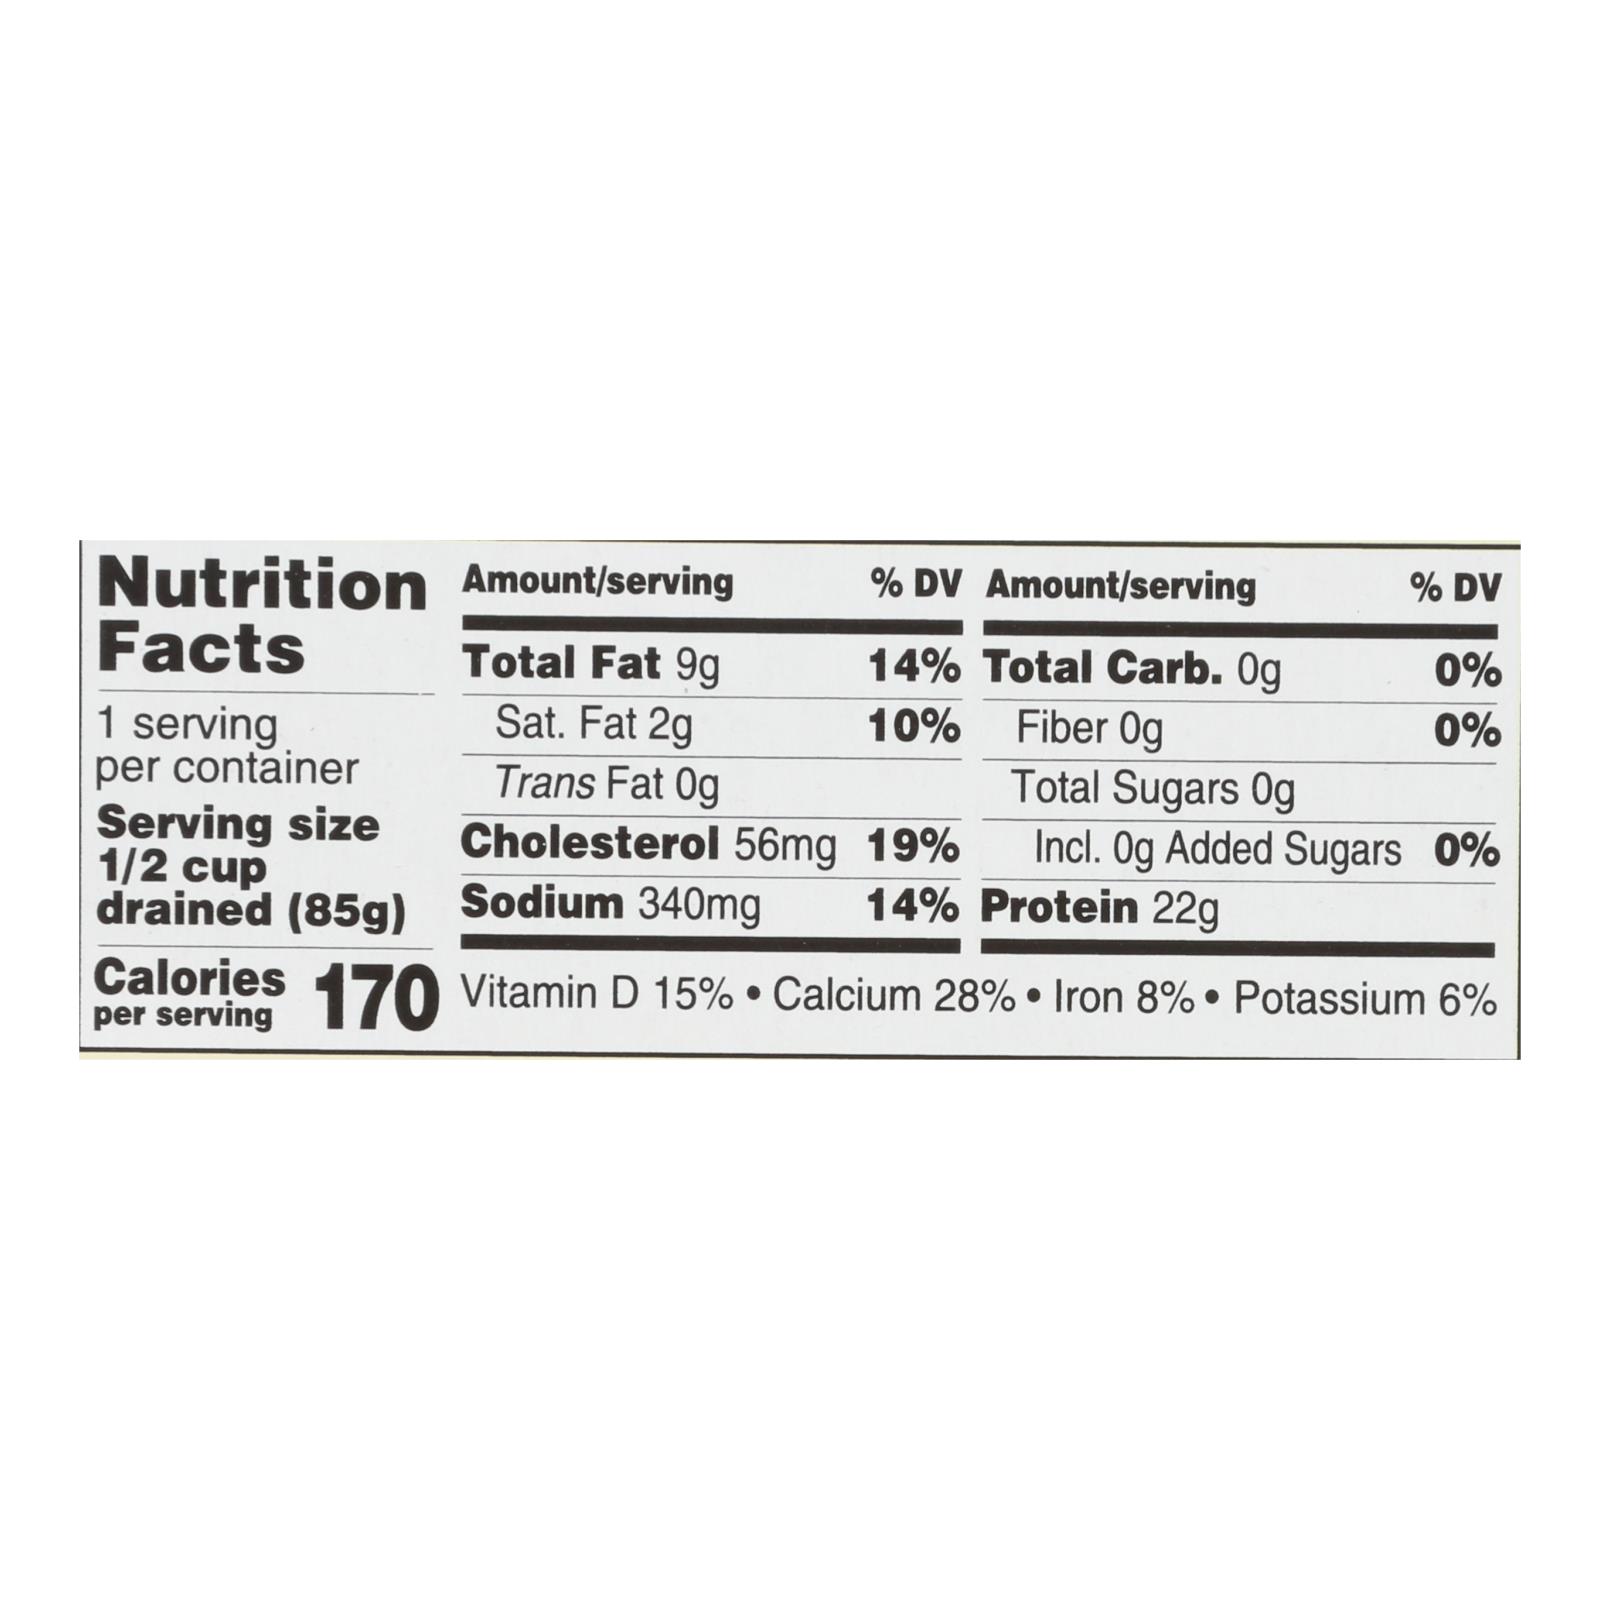 Nutrition
Facts
1 serving
per container
Serving size
1/2 cup
drained (85g)
Calories
per serving 170
Amount/serving % DV
Total Fat 9g 14%
Sat. Fat 2g 10%
Trans Fat 0g
Cholesterol 56mg 19%
Sodium 340mg 14%
Amount/serving % DV
Total Carb. 0g 0%
Fiber 0g 0%
Total Sugars 0g
Incl. 0g Added Sugars 0%
Protein 22g
Vitamin D 15% • Calcium 28% • Iron 8% • Potassium 6%